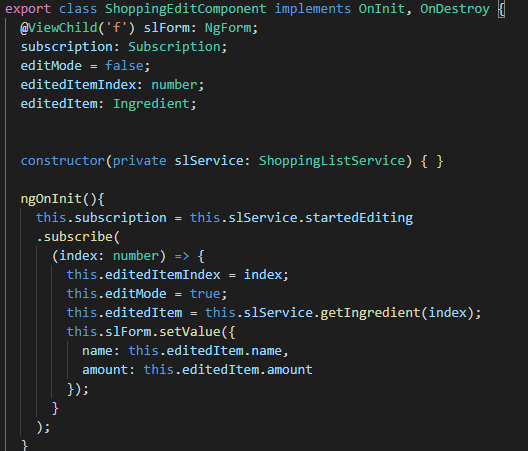 export class ShoppingEditComponent implements OnInit, OnDestroy {
@ViewChild('f') slForm: NgForm;
subscription: Subscription;
editMode = false;
editedItemIndex: number;
editedItem: Ingredient;
constructor(private slService: ShoppingListService) { }
ngOnInit(){
this.subscription = this.slService.startedEditing
.subscribe(
(index: number) => {
this.editedItemIndex = index;
this.editMode = true;
this.editedItem = this.slService.getIngredient(index);
this.slForm.setValue({
name: this.editedItem.name,
amount: this.editedItem.amount
});
}
);
}